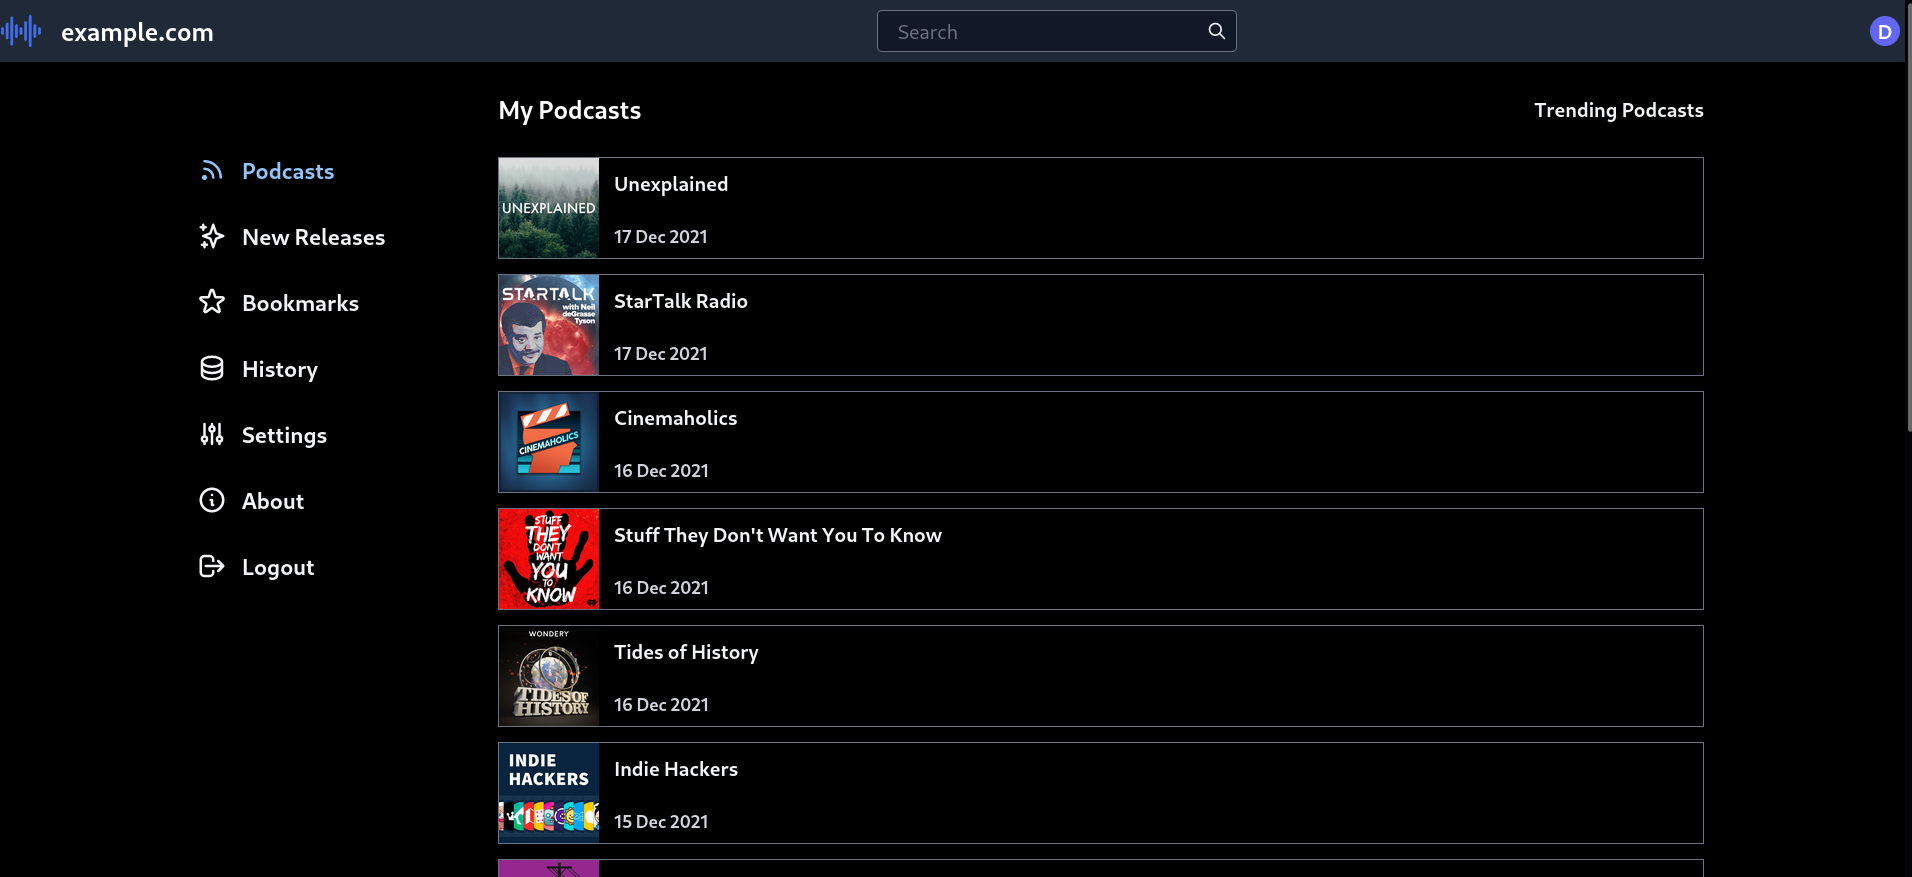 example.com
Search
D
My Podcasts
Trending Podcasts
Podcasts
New Releases
Bookmarks
History
Settings
About
Logout
UNEXPLAINED
Unexplained
17 Dec 2021
STARTALK
with Neil
deGrasse
Tyson
StarTalk Radio
17 Dec 2021
CINEMAHOLICS
Cinemaholics
16 Dec 2021
STUFF
THEY
DON'T
WANT
YOU
TO
KNOW
Stuff They Don't Want You To Know
16 Dec 2021
WONDERY
TIDES OF
HISTORY
Tides of History
16 Dec 2021
INDIE
HACKERS
Indie Hackers
15 Dec 2021